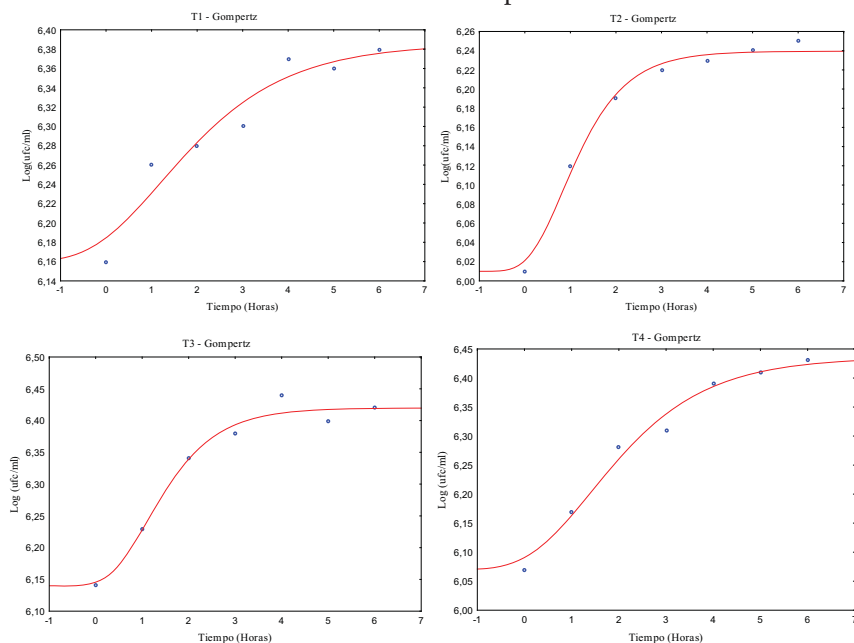 T1 - Gompertz
6,40
6,38
6,36
6,34
6,32
6,30
6,28
6,26
6,24
6,22
6,20
6,18
6,16
6,14
Log(ufc/ml)
-1 0 1 2 3 4 5 6 7
Tiempo (Horas)
T2 - Gompertz
6,26
6,24
6,22
6,20
6,18
6,16
6,14
6,12
6,10
6,08
6,06
6,04
6,02
6,00
Log(ufc/ml)
-1 0 1 2 3 4 5 6 7
Tiempo (Horas)
T3 - Gompertz
6,50
6,45
6,40
6,35
6,30
6,25
6,20
6,15
6,10
Log (ufc/ml)
-1 0 1 2 3 4 5 6 7
Tiempo (Horas)
T4 - Gompertz
6,45
6,40
6,35
6,30
6,25
6,20
6,15
6,10
6,05
6,00
Log (ufc/ml)
-1 0 1 2 3 4 5 6 7
Tiempo (Horas)